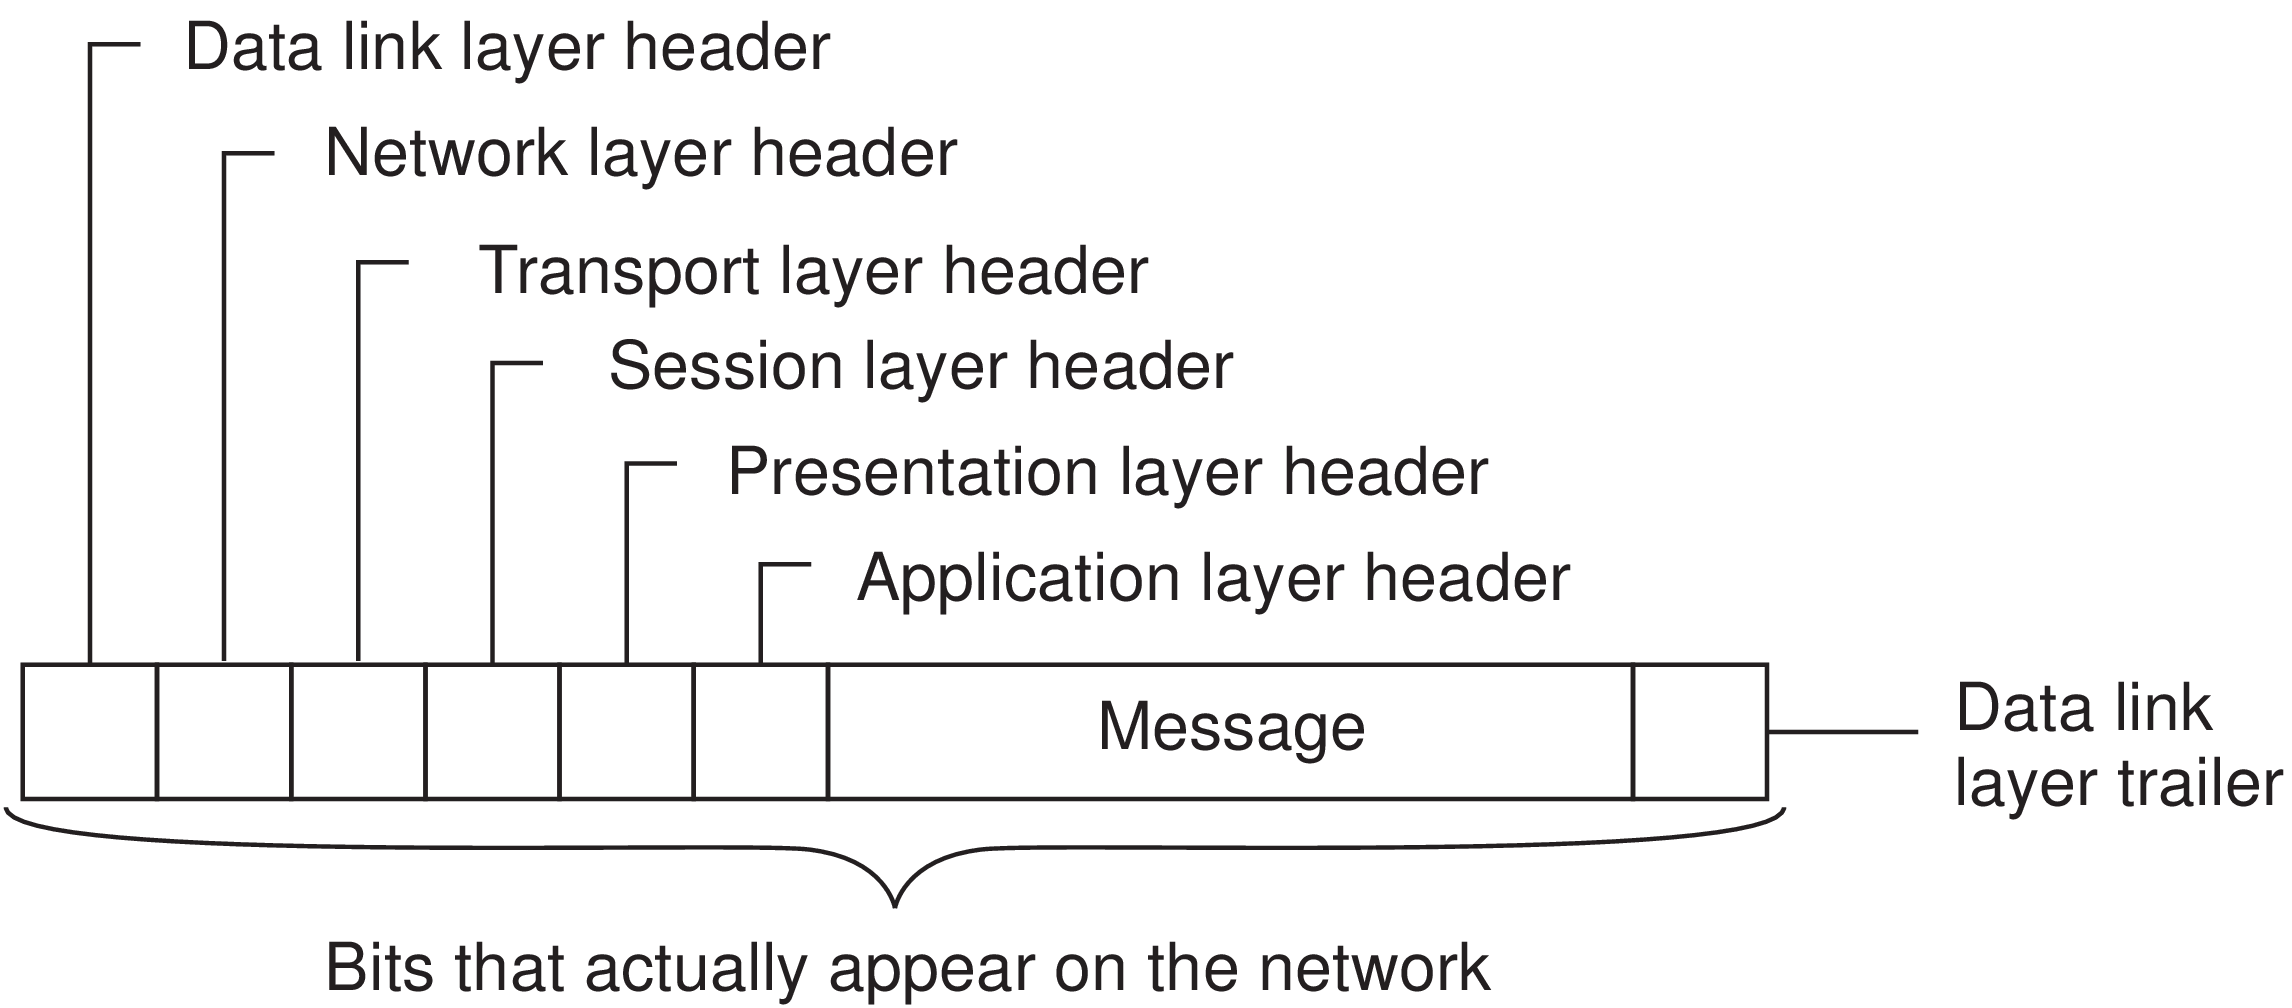 Data link layer header
Network layer header
Transport layer header
Session layer header
Presentation layer header
Application layer header
Message
Data link
layer trailer
Bits that actually appear on the network